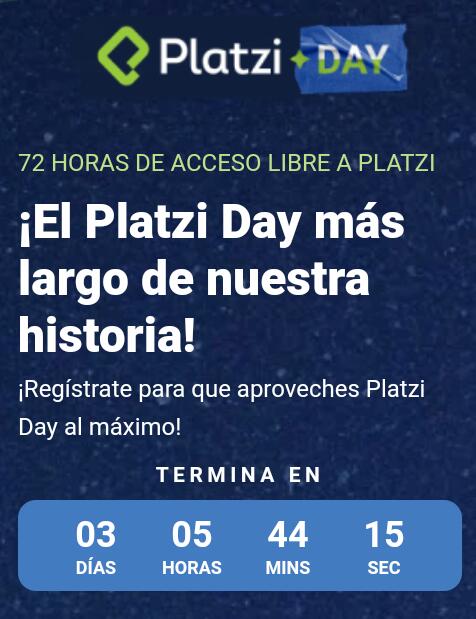 Platzi DAY
72 HORAS DE ACCESO LIBRE A PLATZI
¡El Platzi Day más
largo de nuestra
historia!
¡Regístrate para que aproveches Platzi
Day al máximo!
TERMINA EN
03 05 44 15
DÍAS HORAS MINS SEC